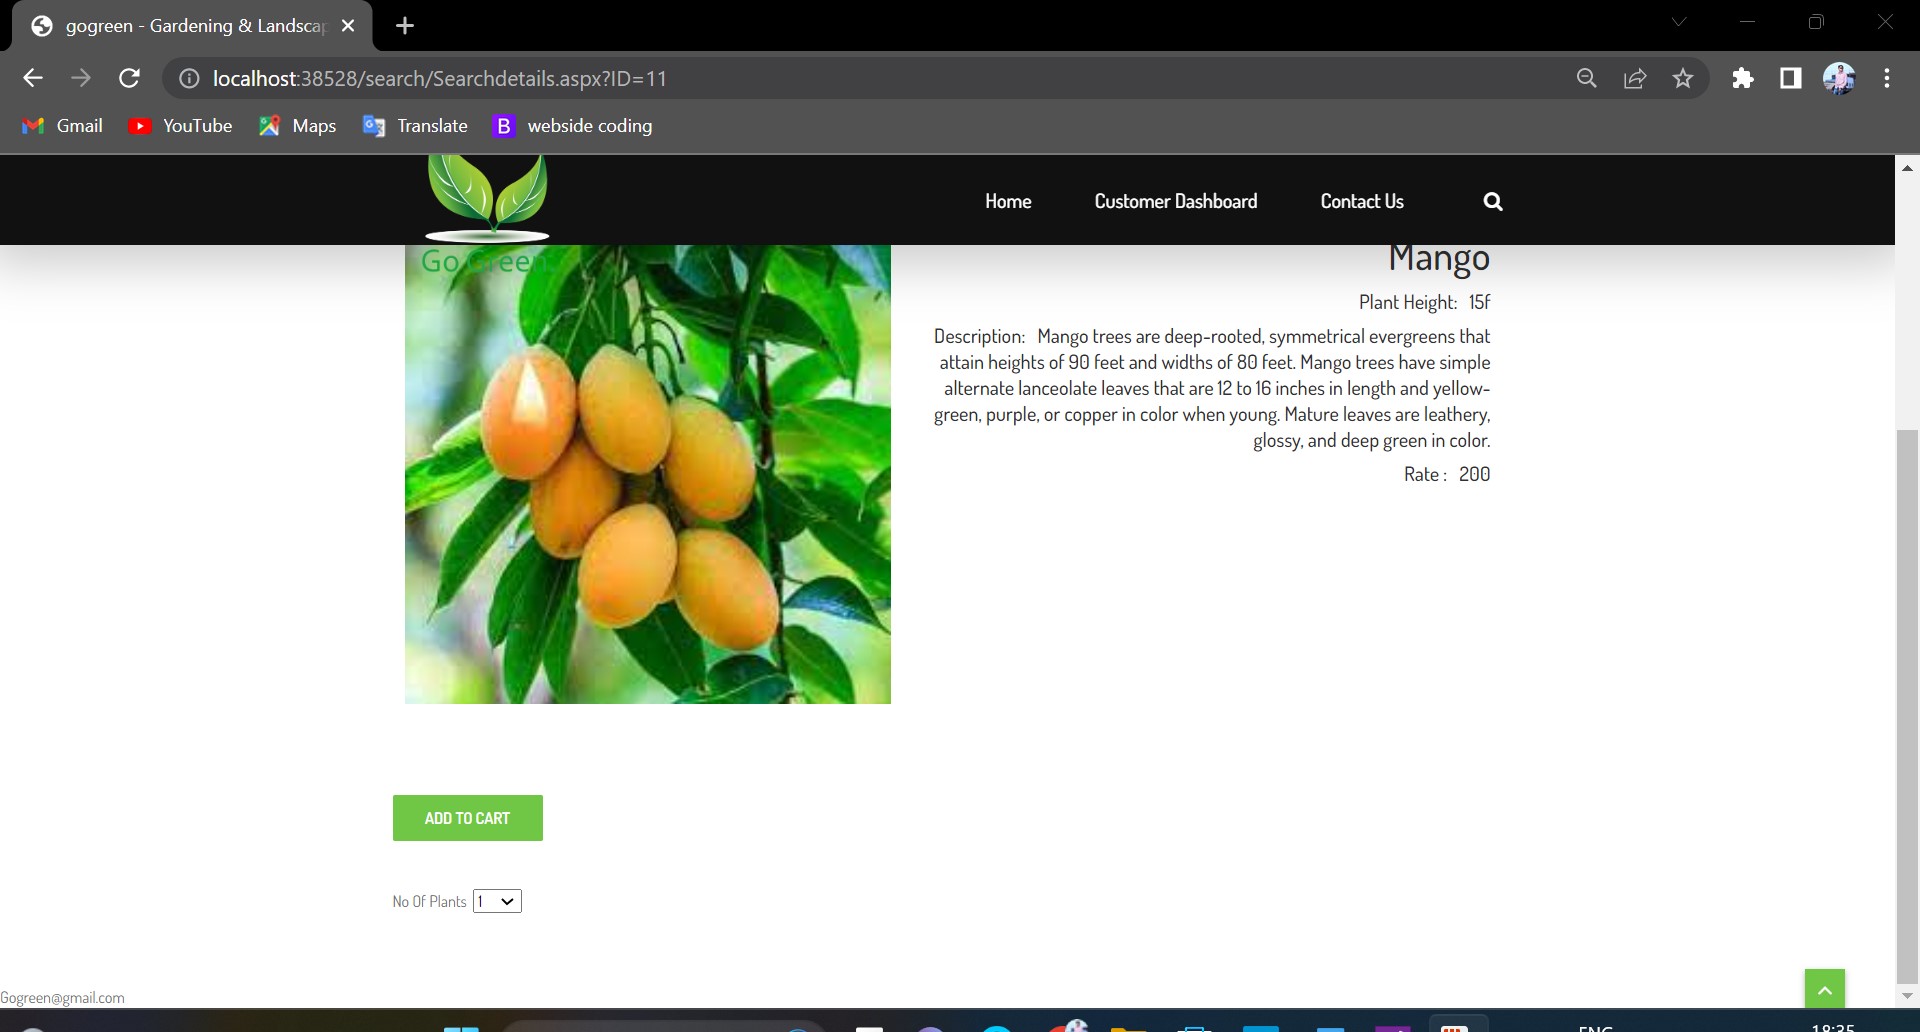 gogreen - Gardening & Landscap
localhost:38528/search/Searchdetails.aspx?ID=11
Gmail YouTube Maps Translate B webside coding
Home Customer Dashboard Contact Us
Go Green
Mango
Plant Height: 15f
Description: Mango trees are deep-rooted, symmetrical evergreens that
attain heights of 90 feet and widths of 80 feet. Mango trees have simple
alternate lanceolate leaves that are 12 to 16 inches in length and yellow-
green, purple, or copper in color when young. Mature leaves are leathery,
glossy, and deep green in color.
Rate : 200
ADD TO CART
No Of Plants 1
Gogreen@gmail.com
ENG 18:35